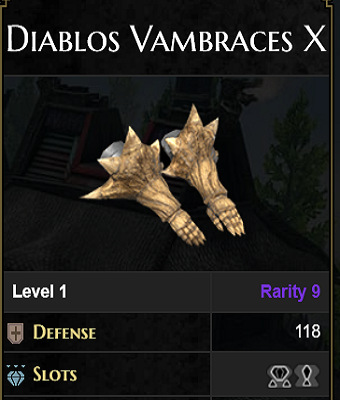 Diablos Vambraces X
Level 1 Rarity 9
Defense 118
Slots